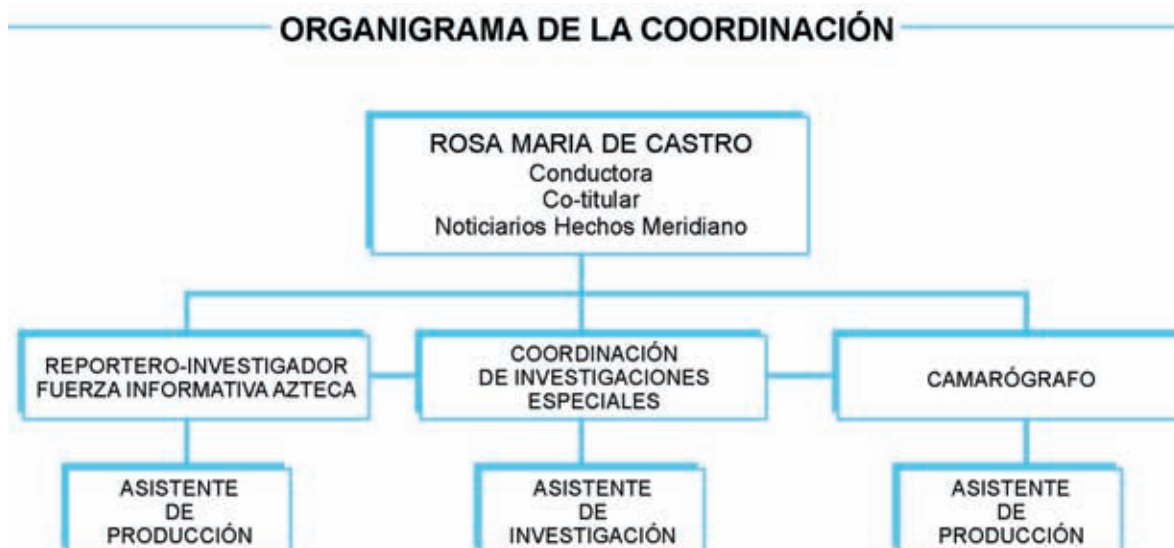 ORGANIGRAMA DE LA COORDINACIÓN
ROSA MARIA DE CASTRO
Conductora
Co-titular
Noticiarios Hechos Meridiano
REPORTERO-INVESTIGADOR
FUERZA INFORMATIVA AZTECA
COORDINACIÓN
DE INVESTIGACIONES
ESPECIALES
CAMARÓGRAFO
ASISTENTE
DE
PRODUCCIÓN
ASISTENTE
DE
INVESTIGACIÓN
ASISTENTE
DE
PRODUCCIÓN